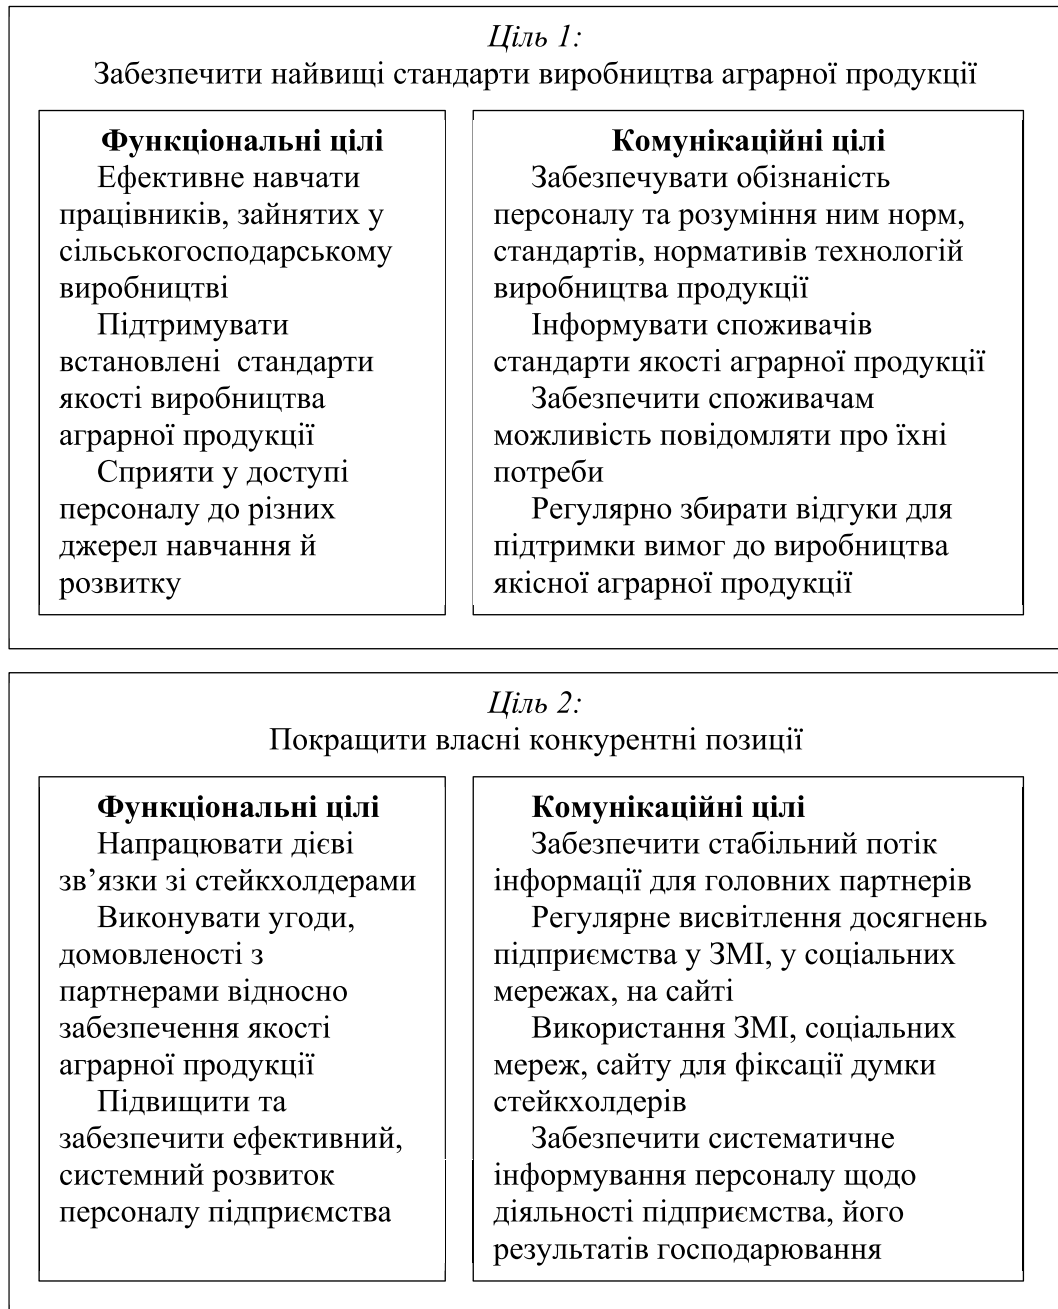 Ціль 1:
Забезпечити найвищі стандарти виробництва аграрної продукції
Функціональні цілі
Ефективне навчати
працівників, зайнятих у
сільськогосподарському
виробництві
Підтримувати
встановлені стандарти
якості виробництва
аграрної продукції
Сприяти у доступі
персоналу до різних
джерел навчання й
розвитку
Комунікаційні цілі
Забезпечувати обізнаність
персоналу та розуміння ним норм,
стандартів, нормативів технологій
виробництва продукції
Інформувати споживачів
стандарти якості аграрної продукції
Забезпечити споживачам
можливість повідомляти про їхні
потреби
Регулярно збирати відгуки для
підтримки вимог до виробництва
якісної аграрної продукції
Ціль 2:
Покращити власні конкурентні позиції
Функціональні цілі
Напрацювати дієві
зв’язки зі стейкхолдерами
Виконувати угоди,
домовленості з
партнерами відносно
забезпечення якості
аграрної продукції
Підвищити та
забезпечити ефективний,
системний розвиток
персоналу підприємства
Комунікаційні цілі
Забезпечити стабільний потік
інформації для головних партнерів
Регулярне висвітлення досягнень
підприємства у ЗМІ, у соціальних
мережах, на сайті
Використання ЗМІ, соціальних
мереж, сайту для фіксації думки
стейкхолдерів
Забезпечити систематичне
інформування персоналу щодо
діяльності підприємства, його
результатів господарювання